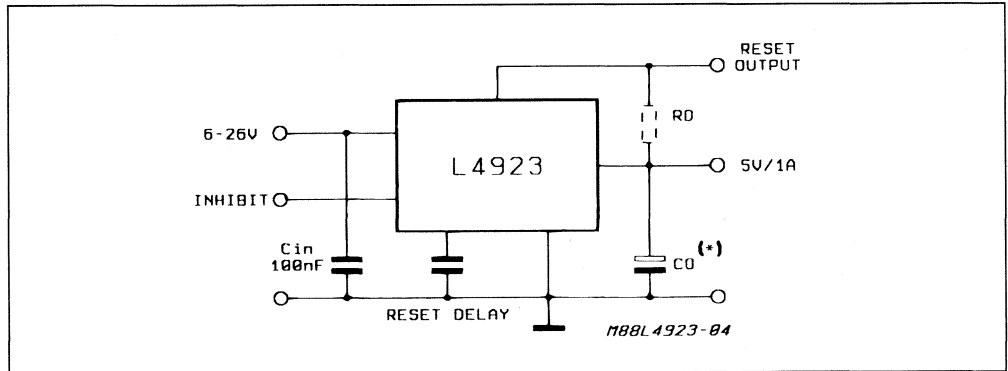 RESET
OUTPUT
RD
6-26V
L4923
5V/1A
INHIBIT
(*)
Cin
100nF
CO
RESET DELAY
M88L4923-04